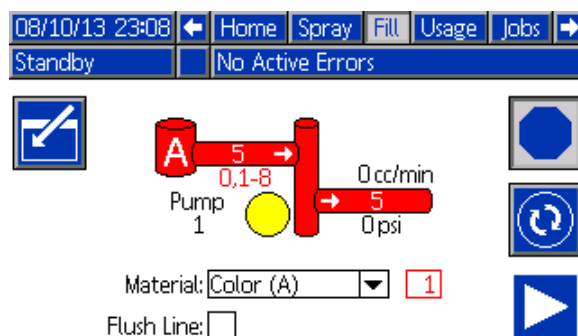 08/10/13 23:08 Home Spray Fill Usage Jobs
Standby No Active Errors
A 5
0,1-8 0 cc/min
Pump 5
1 0 psi
Material: Color (A) 1
Flush Line: